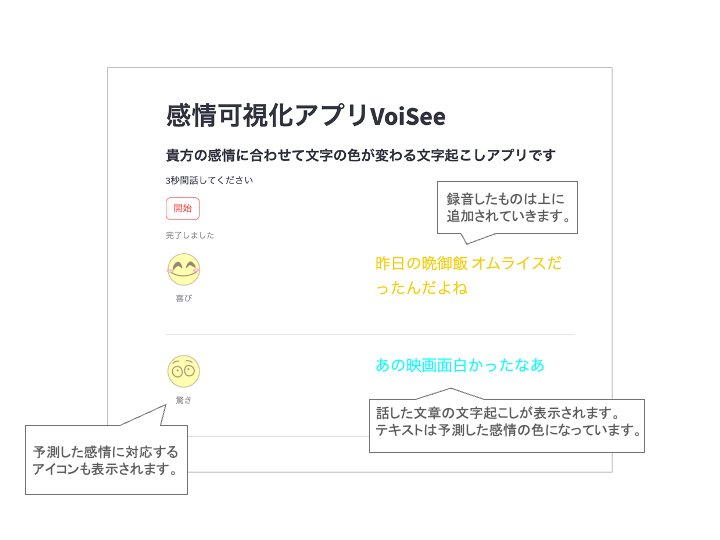 感情可視化アプリVoiSee
貴方の感情に合わせて文字の色が変わる文字起こしアプリです
3秒間話してください
開始
完了しました
録音したものは上に
追加されていきます。
喜び
昨日の晩御飯 オムライスだ
ったんだよね
驚き
あの映画面白かったなあ
話した文章の文字起こしが表示されます。
テキストは予測した感情の色になっています。
予測した感情に対応する
アイコンも表示されます。